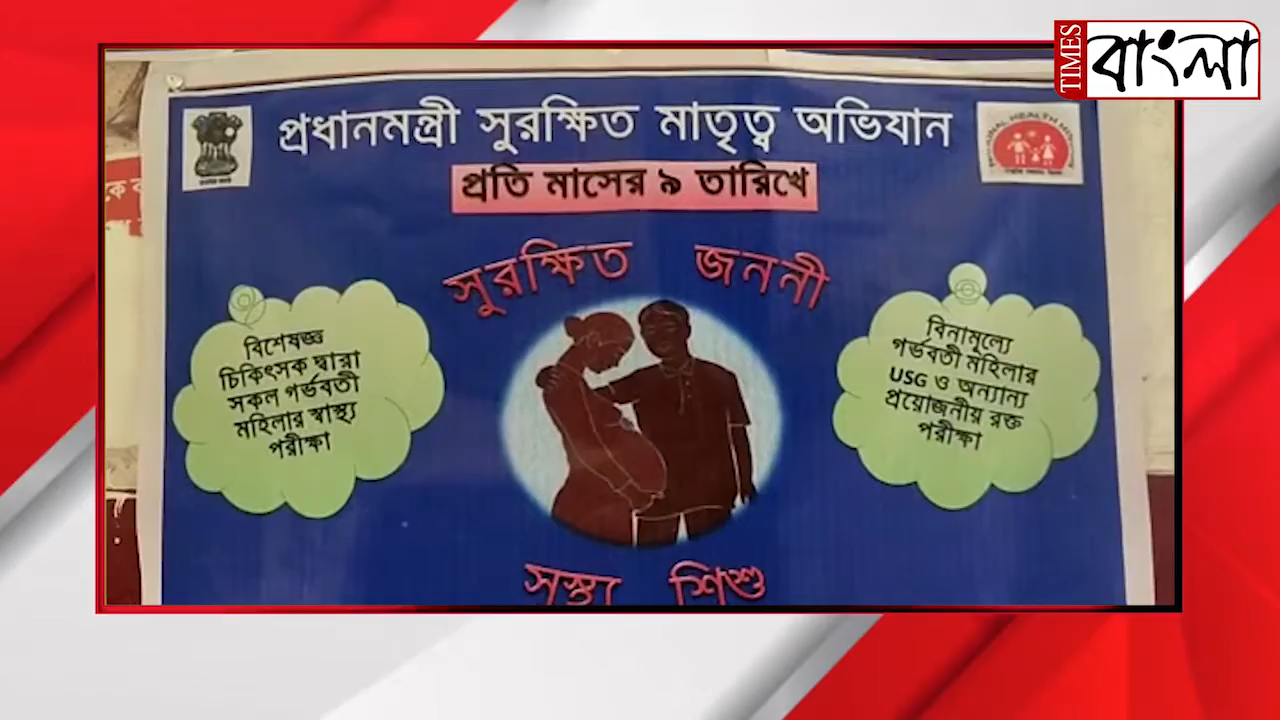 TIMES বাংলা
প্রধানমন্ত্রী সুরক্ষিত মাতৃত্ব অভিযান
প্রতি মাসের ৯ তারিখে
সুরক্ষিত জননী
বিশেষজ্ঞ
চিকিৎসক দ্বারা
সকল গর্ভবতী
মহিলার স্বাস্থ্য
পরীক্ষা
বিনামূল্যে
গর্ভবতী মহিলার
USG ও অন্যান্য
প্রয়োজনীয় রক্ত
পরীক্ষা
শিশু